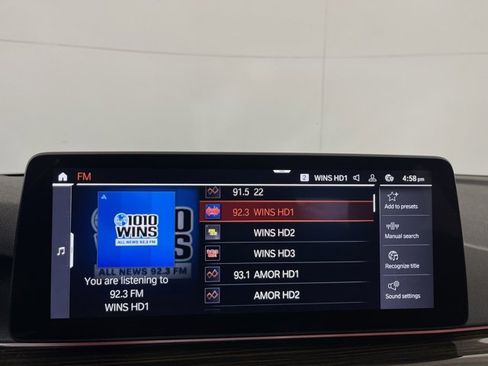 FM
2 WINS HD1 4:58 pm
1010
WINS
ALL NEWS 92.3 FM
ALL NEWS 92.3 FM
You are listening to
92.3 FM
WINS HD1
91.5 22
92.3 WINS HD1
WINS HD2
WINS HD3
93.1 AMOR HD1
AMOR HD2
Add to presets
Manual search
Recognize title
Sound settings